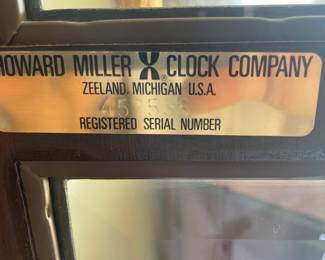 HOWARD MILLER CLOCK COMPANY
ZEELAND, MICHIGAN U.S.A.
REGISTERED SERIAL NUMBER